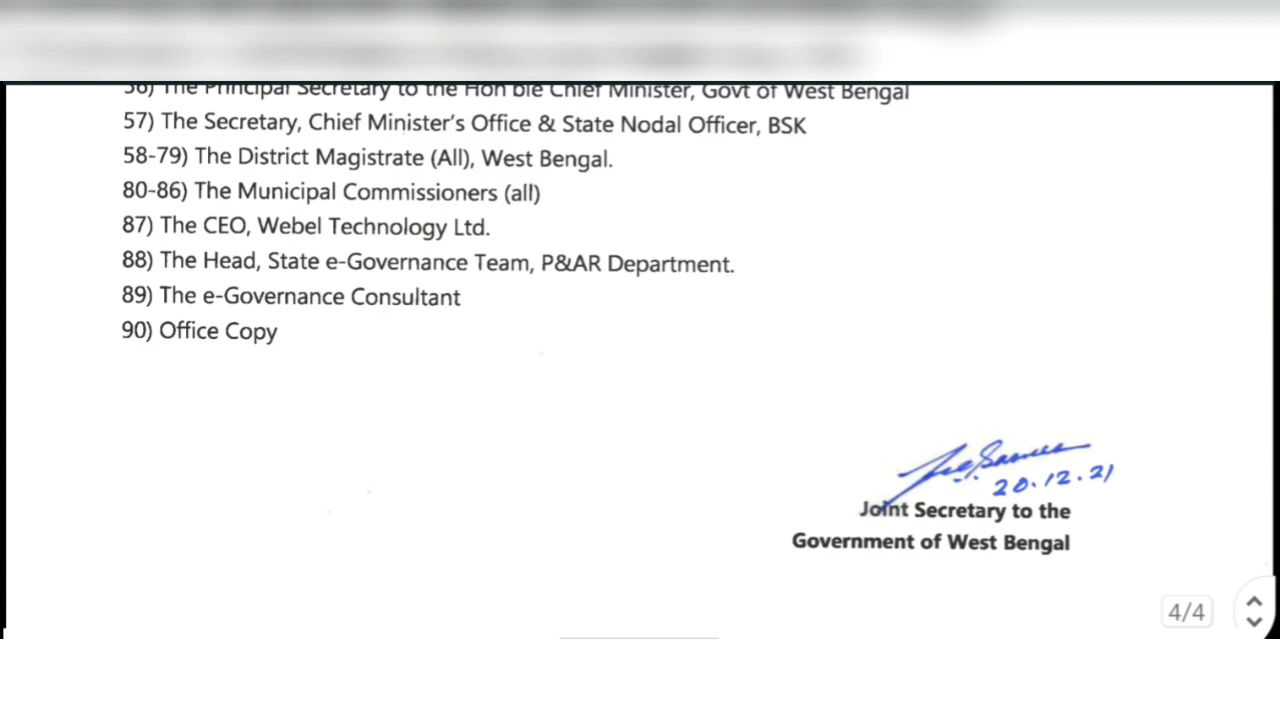 56) The Principal Secretary to the Hon'ble Chief Minister, Govt of West Bengal
57) The Secretary, Chief Minister's Office & State Nodal Officer, BSK
58-79) The District Magistrate (All), West Bengal.
80-86) The Municipal Commissioners (all)
87) The CEO, Webel Technology Ltd.
88) The Head, State e-Governance Team, P&AR Department.
89) The e-Governance Consultant
90) Office Copy
20.12.21
Joint Secretary to the
Government of West Bengal
4/4